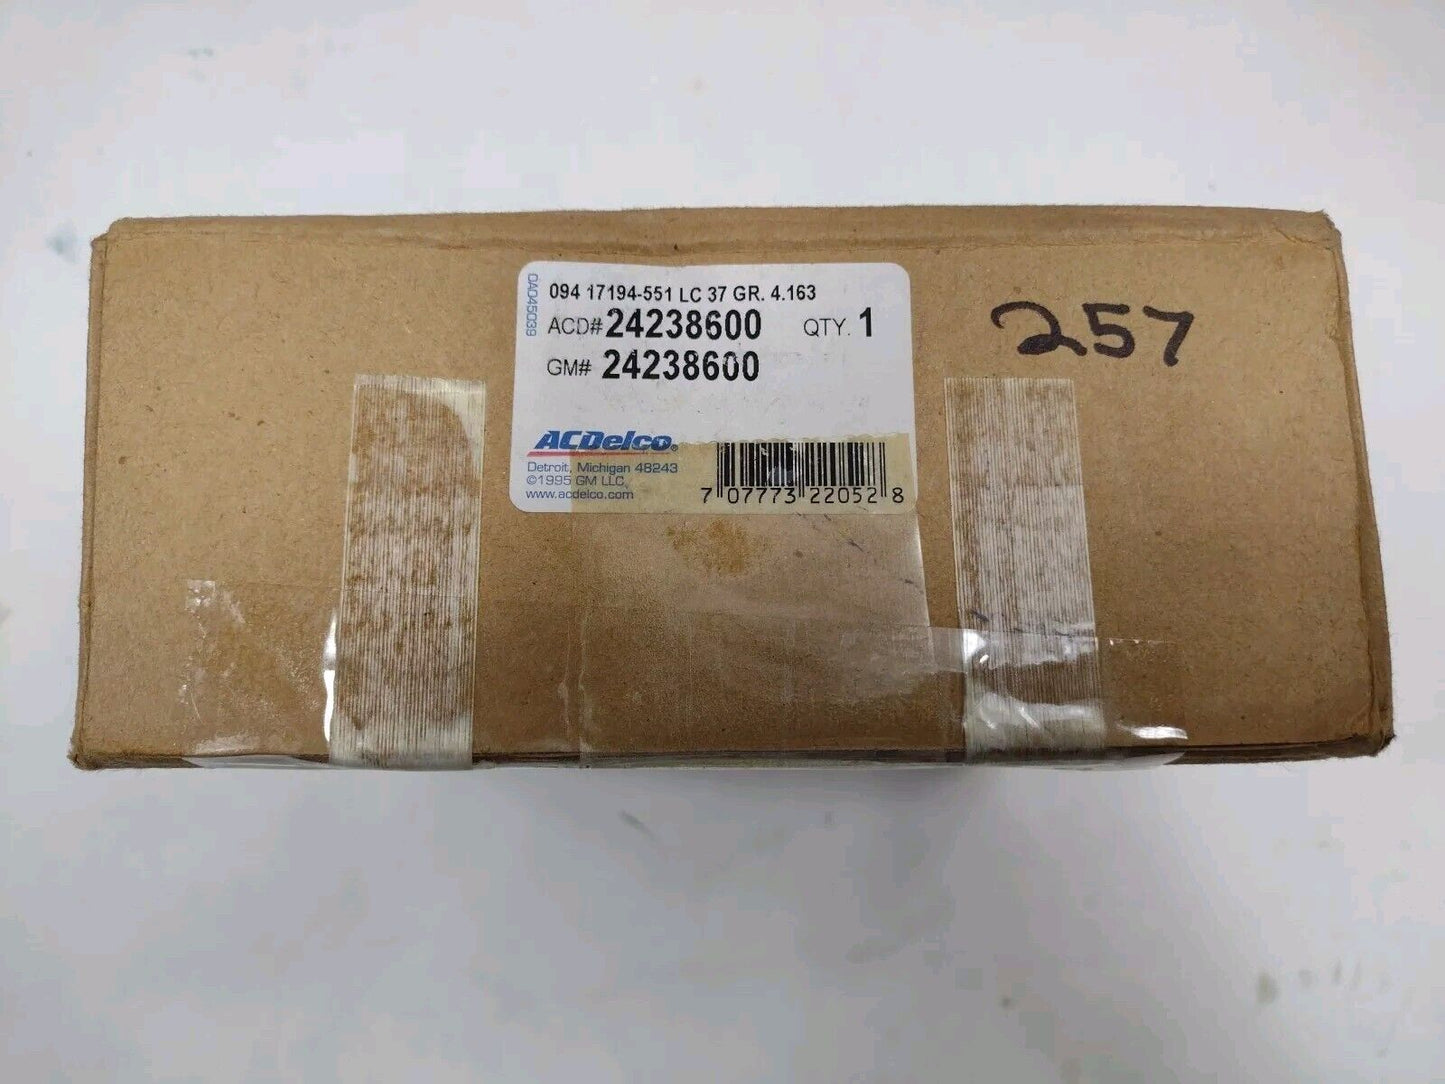 094 17194-551 LC 37 GR. 4.163
ACD# 24238600 QTY. 1
GM# 24238600
DAD45039
257
ACDelco®
Detroit, Michigan 48243
©1995 GM LLC
www.acdelco.com
7 07773 22052 8